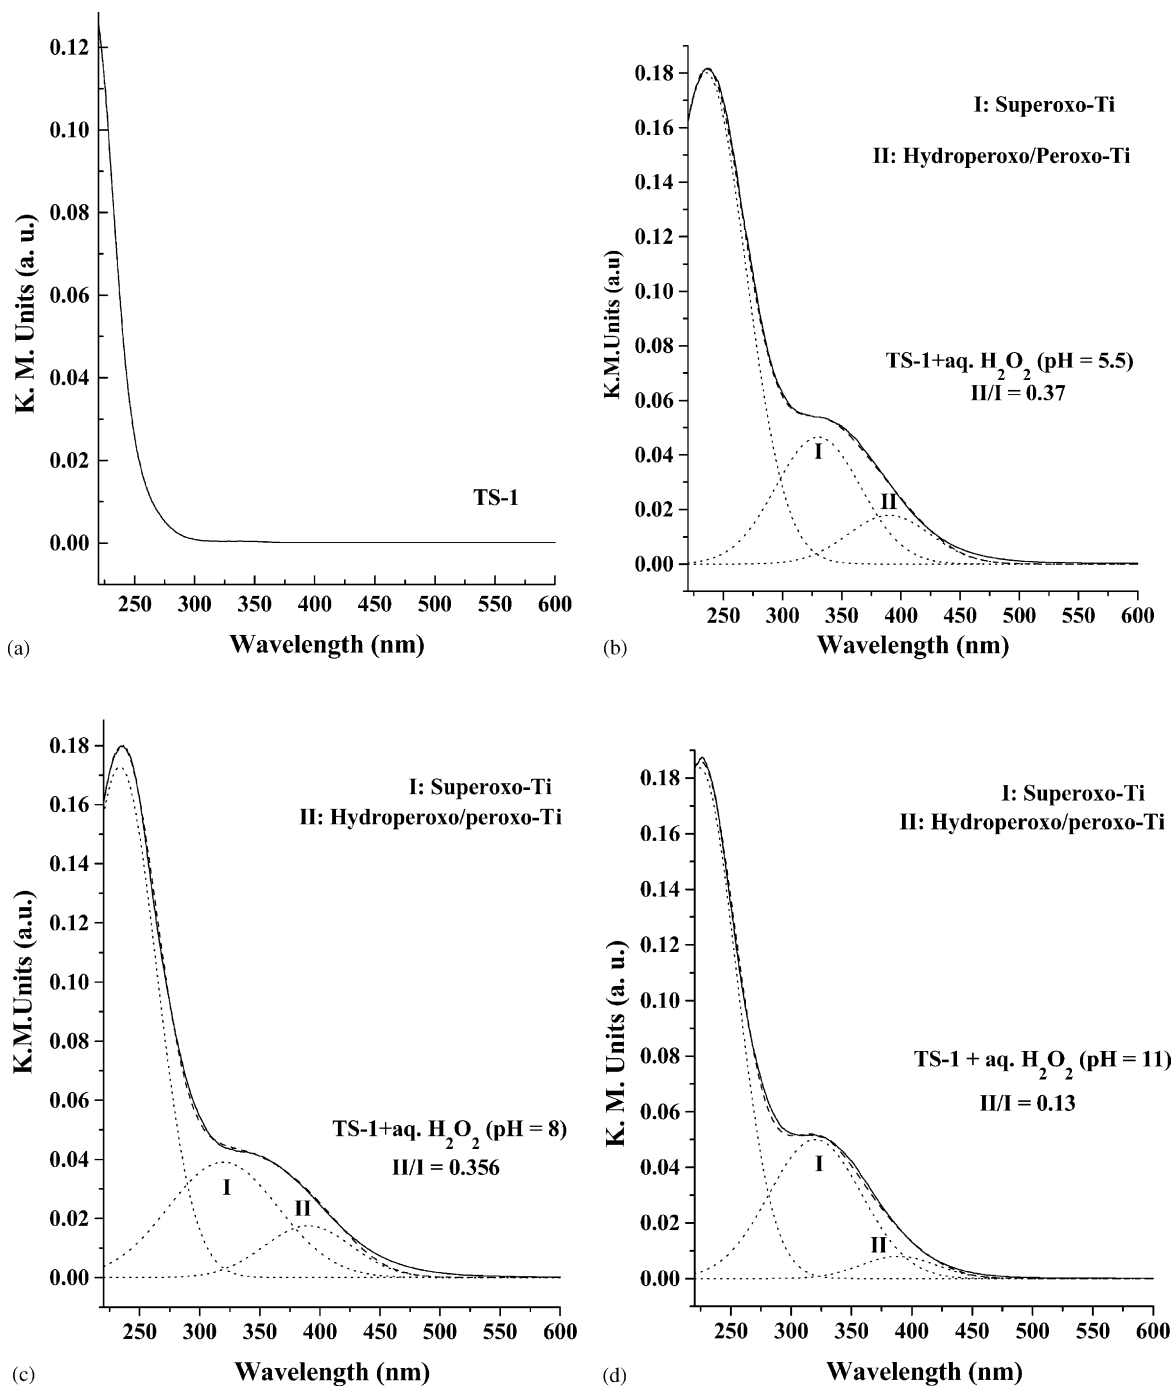 0.12
0.10
0.08
0.06
0.04
0.02
0.00
K. M. Units (a. u.)
TS-1
250 300 350 400 450 500 550 600
Wavelength (nm)
(a)
0.18
0.16
0.14
0.12
0.10
0.08
0.06
0.04
0.02
0.00
K.M.Units (a.u)
I: Superoxo-Ti
II: Hydroperoxo/Peroxo-Ti
TS-1+aq. H2O2 (pH = 5.5)
II/I = 0.37
I
II
250 300 350 400 450 500 550 600
Wavelength (nm)
(b)
0.18
0.16
0.14
0.12
0.10
0.08
0.06
0.04
0.02
0.00
K.M.Units (a.u.)
I: Superoxo-Ti
II: Hydroperoxo/peroxo-Ti
TS-1+aq. H2O2 (pH = 8)
II/I = 0.356
I
II
250 300 350 400 450 500 550 600
Wavelength (nm)
(c)
0.18
0.16
0.14
0.12
0.10
0.08
0.06
0.04
0.02
0.00
K. M. Units (a. u.)
I: Superoxo-Ti
II: Hydroperoxo/peroxo-Ti
TS-1 + aq. H2O2 (pH = 11)
II/I = 0.13
I
II
250 300 350 400 450 500 550 600
Wavelength (nm)
(d)